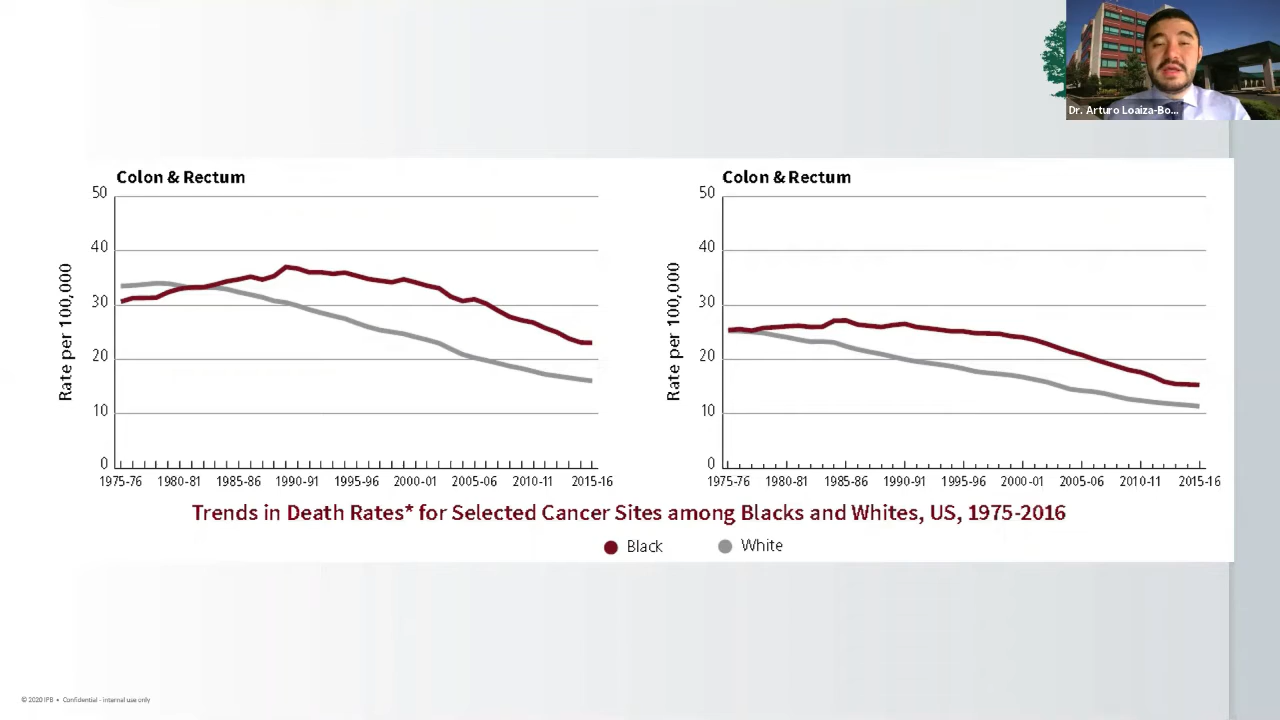 Dr. Arturo Loaiza-Bo...
Colon & Rectum
50
40
30
20
10
0
Rate per 100,000
1975-76 1980-81 1985-86 1990-91 1995-96 2000-01 2005-06 2010-11 2015-16
Colon & Rectum
50
40
30
20
10
0
Rate per 100,000
1975-76 1980-81 1985-86 1990-91 1995-96 2000-01 2005-06 2010-11 2015-16
Trends in Death Rates* for Selected Cancer Sites among Blacks and Whites, US, 1975-2016
Black White
© 2020 IPB • Confidential - internal use only